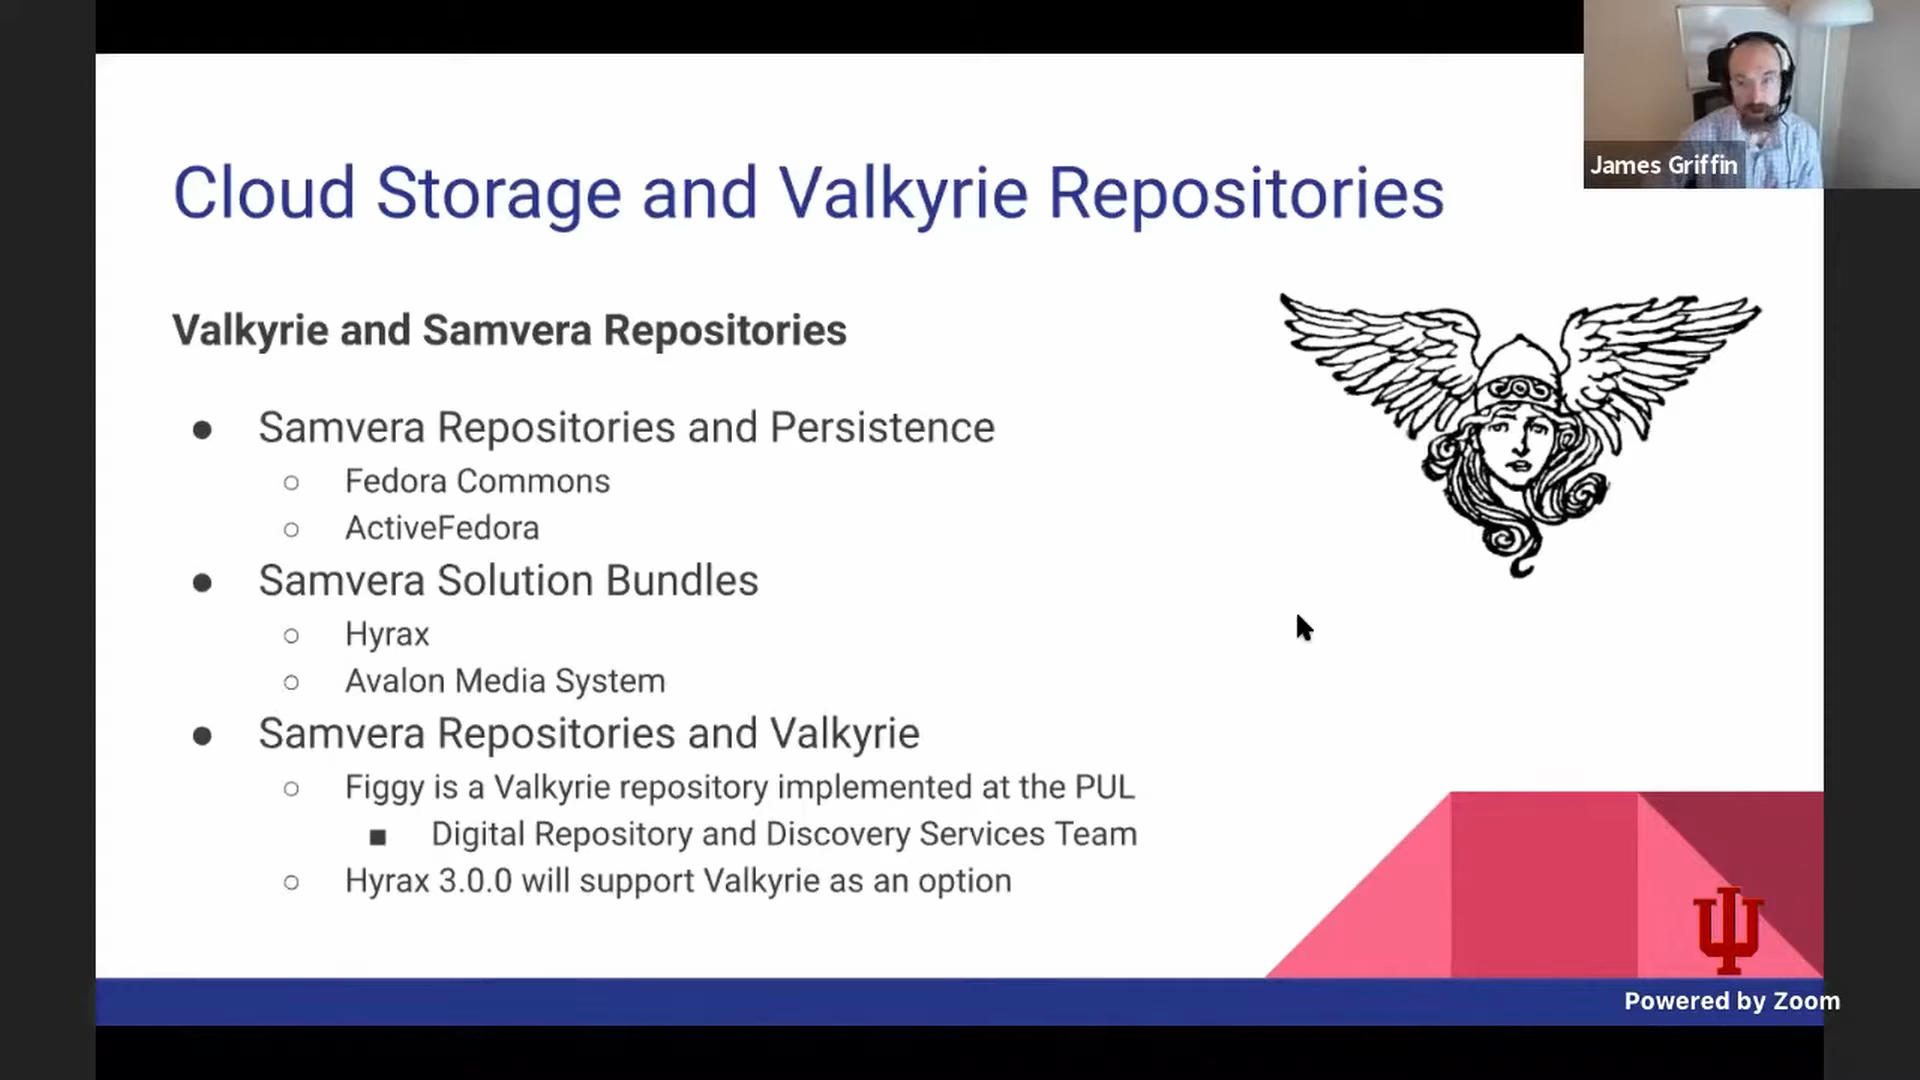 James Griffin
Cloud Storage and Valkyrie Repositories
Valkyrie and Samvera Repositories
● Samvera Repositories and Persistence
○ Fedora Commons
○ ActiveFedora
● Samvera Solution Bundles
○ Hyrax
○ Avalon Media System
● Samvera Repositories and Valkyrie
○ Figgy is a Valkyrie repository implemented at the PUL
■ Digital Repository and Discovery Services Team
○ Hyrax 3.0.0 will support Valkyrie as an option
Powered by Zoom